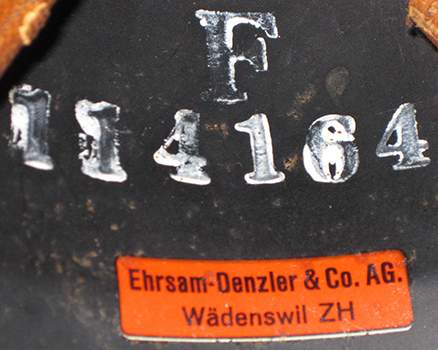 F
114164
Ehrsam-Denzler & Co. AG.
Wädenswil ZH